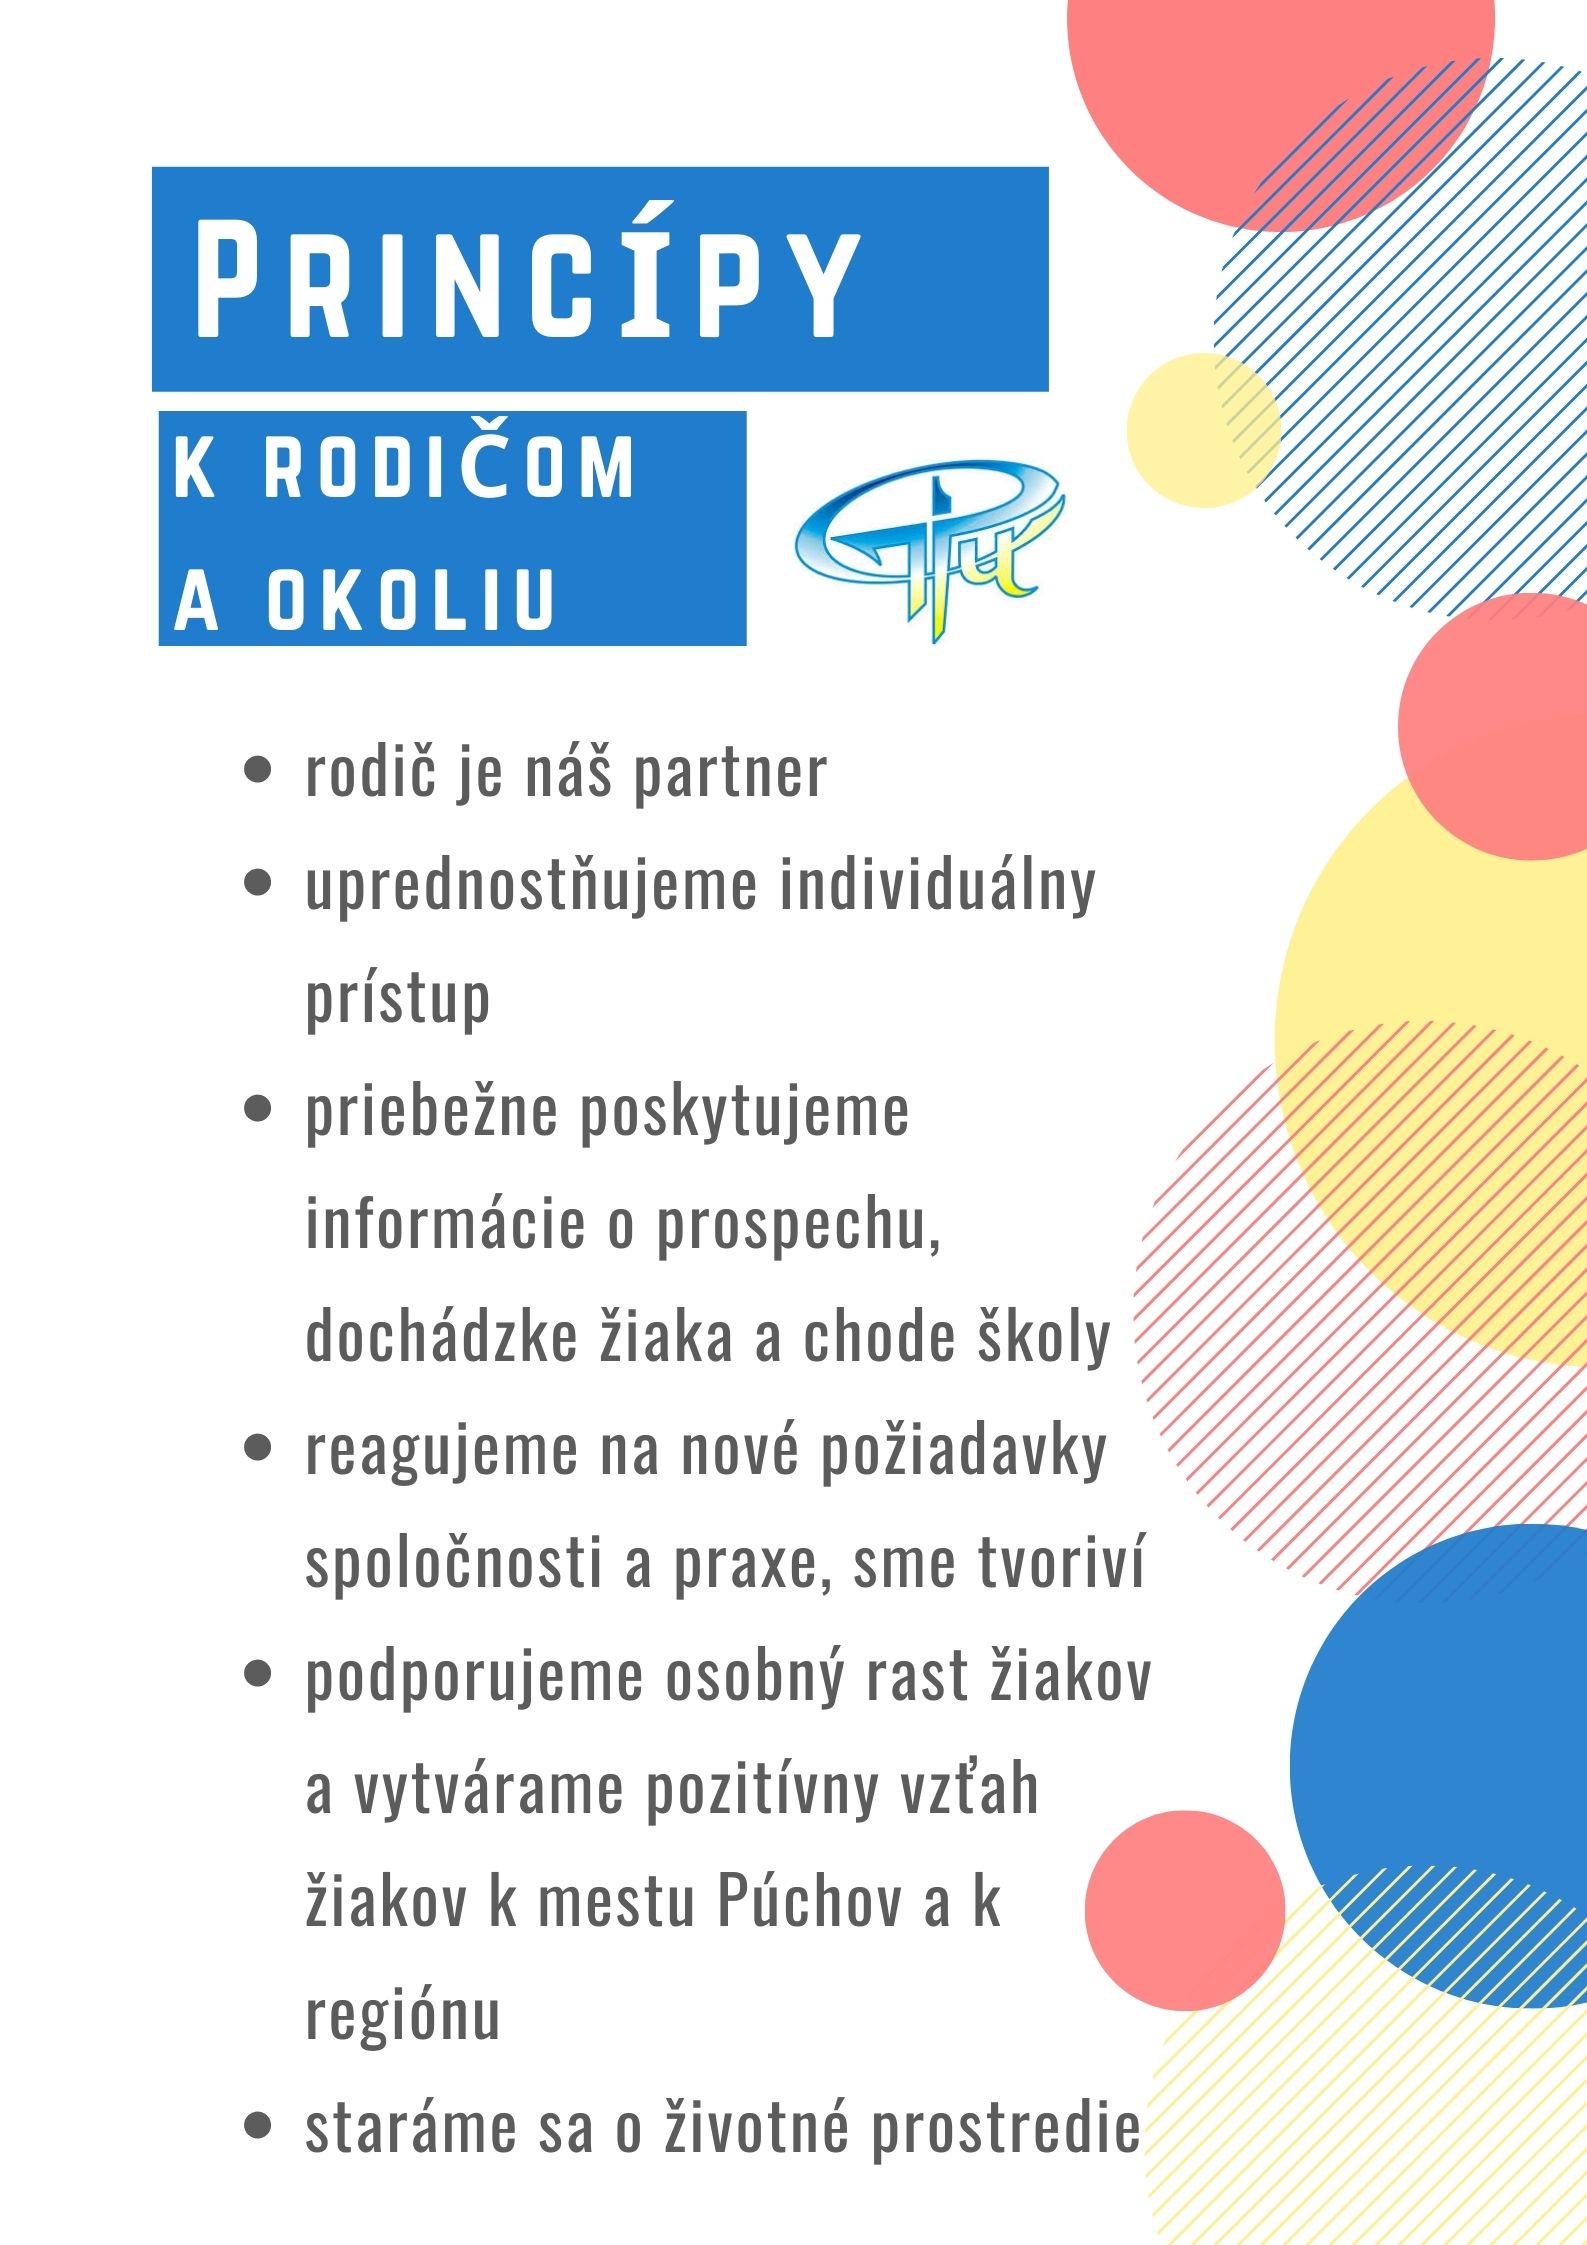 PRINCÍPY
K RODIČOM
A OKOLIU
• rodič je náš partner
• uprednostňujeme individuálny
prístup
• priebežne poskytujeme
informácie o prospechu,
dochádzke žiaka a chode školy
• reagujeme na nové požiadavky
spoločnosti a praxe, sme tvoriví
• podporujeme osobný rast žiakov
a vytvárame pozitívny vzťah
žiakov k mestu Púchov a k
regiónu
• staráme sa o životné prostredie